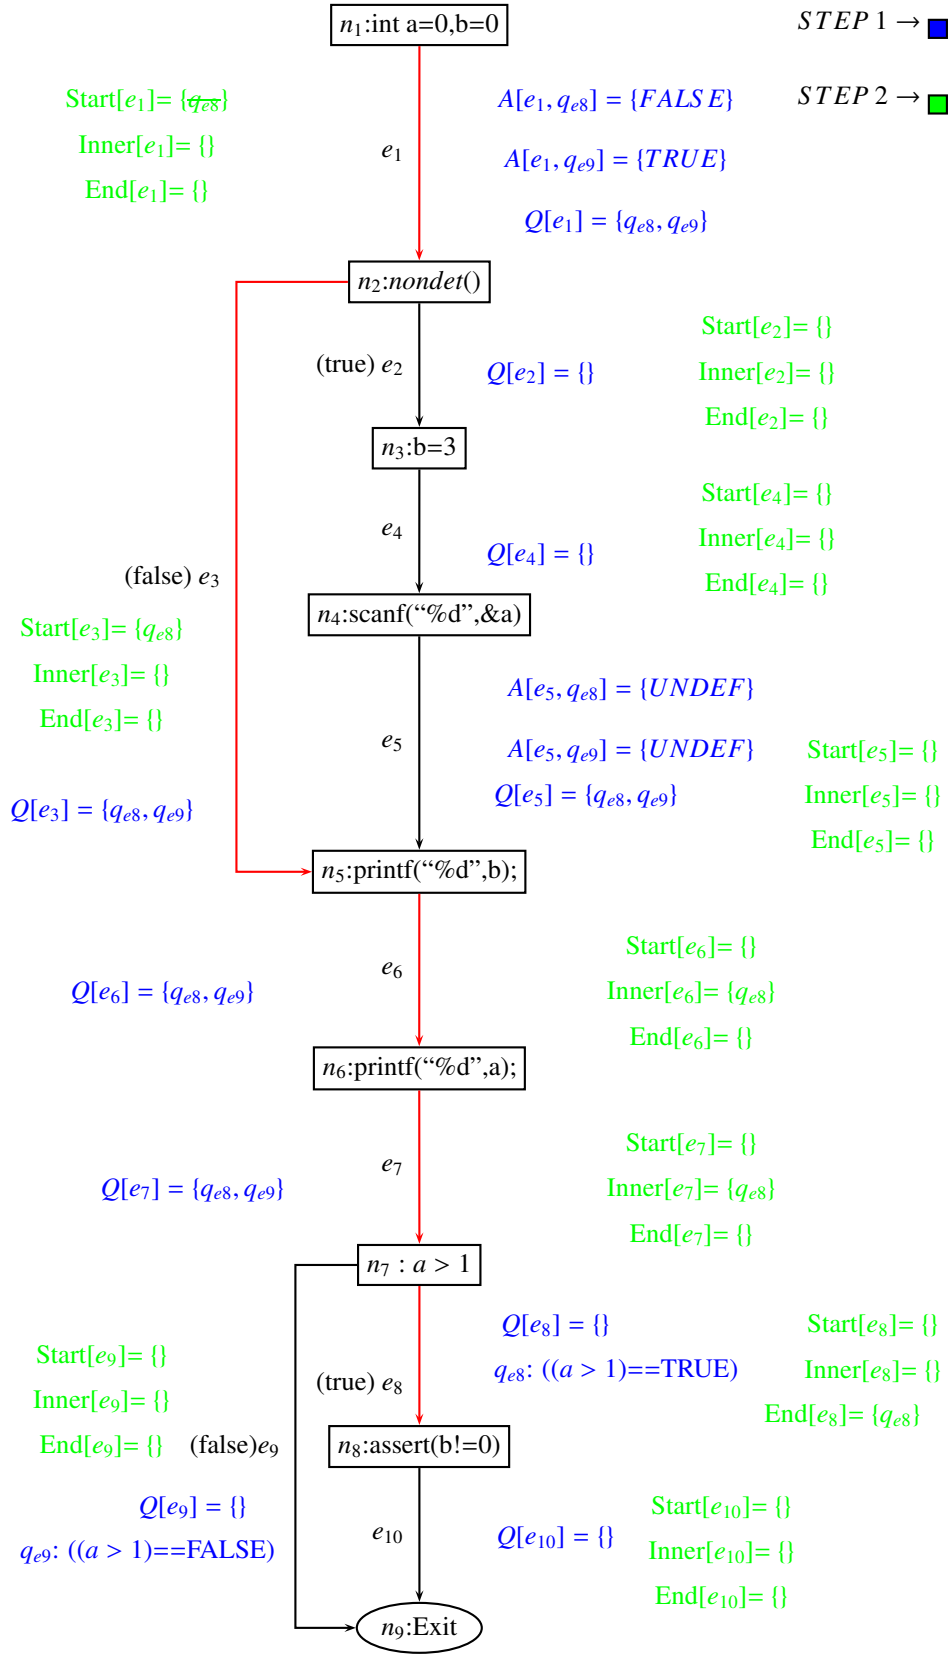 n1:int a=0,b=0
STEP 1 →
Start[e1]= {qe8}
A[e1, qe8] = {FALSE}
STEP 2 →
Inner[e1]= {}
e1
A[e1, qe9] = {TRUE}
End[e1]= {}
Q[e1] = {qe8, qe9}
n2:nondet()
Start[e2]= {}
(true) e2
Q[e2] = {}
Inner[e2]= {}
End[e2]= {}
n3:b=3
Start[e4]= {}
e4
Q[e4] = {}
Inner[e4]= {}
(false) e3
End[e4]= {}
n4:scanf(“%d”,&a)
Start[e3]= {qe8}
Inner[e3]= {}
A[e5, qe8] = {UNDEF}
End[e3]= {}
e5
A[e5, qe9] = {UNDEF}
Start[e5]= {}
Q[e3] = {qe8, qe9}
Q[e5] = {qe8, qe9}
Inner[e5]= {}
End[e5]= {}
n5:printf(“%d”,b);
Start[e6]= {}
e6
Q[e6] = {qe8, qe9}
Inner[e6]= {qe8}
End[e6]= {}
n6:printf(“%d”,a);
Start[e7]= {}
e7
Q[e7] = {qe8, qe9}
Inner[e7]= {qe8}
End[e7]= {}
n7 : a > 1
Q[e8] = {}
Start[e8]= {}
Start[e9]= {}
(true) e8
qe8: ((a > 1)==TRUE)
Inner[e8]= {}
Inner[e9]= {}
End[e8]= {qe8}
End[e9]= {}
(false)e9
n8:assert(b!=0)
Q[e9] = {}
Start[e10]= {}
e10
Q[e10] = {}
qe9: ((a > 1)==FALSE)
Inner[e10]= {}
End[e10]= {}
n9:Exit